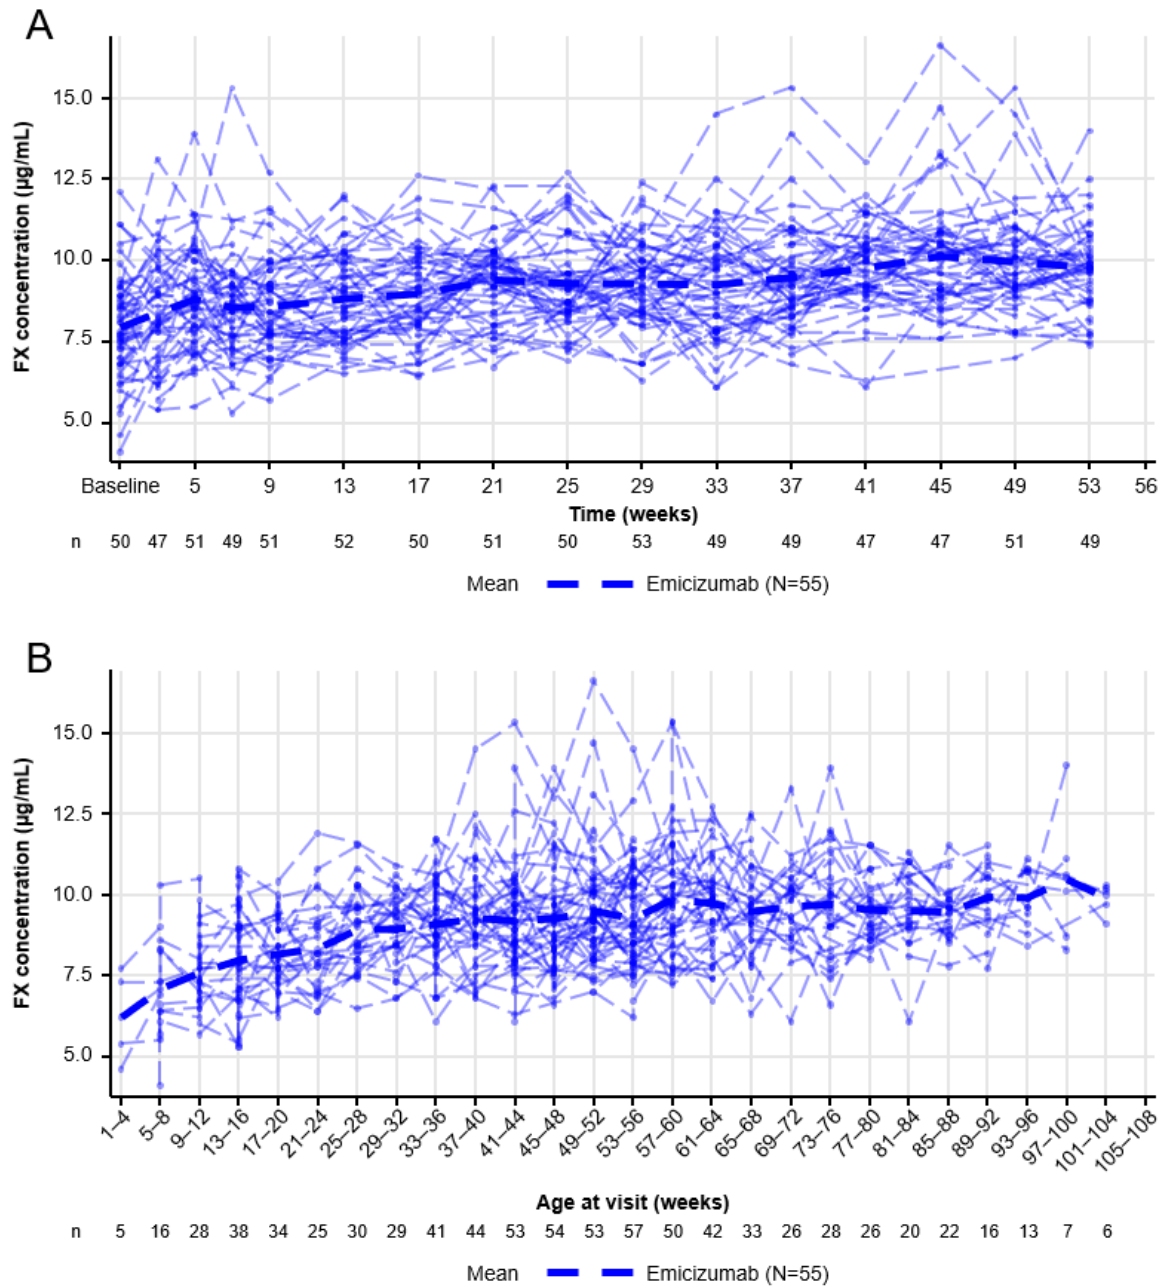 A
FX concentration (µg/mL)
15.0
12.5
10.0
7.5
5.0
Baseline 5 9 13 17 21 25 29 33 37 41 45 49 53 56
Time (weeks)
n 50 47 51 49 51 52 50 51 50 53 49 49 47 47 51 49
Mean Emicizumab (N=55)
B
FX concentration (µg/mL)
15.0
12.5
10.0
7.5
5.0
1–4 5–8 9–12 13–16 17–20 21–24 25–28 29–32 33–36 37–40 41–44 45–48 49–52 53–56 57–60 61–64 65–68 69–72 73–76 77–80 81–84 85–88 89–92 93–96 97–100 101–104 105–108
Age at visit (weeks)
n 5 16 28 38 34 25 30 29 41 44 53 54 53 57 50 42 33 26 28 26 20 22 16 13 7 6
Mean Emicizumab (N=55)